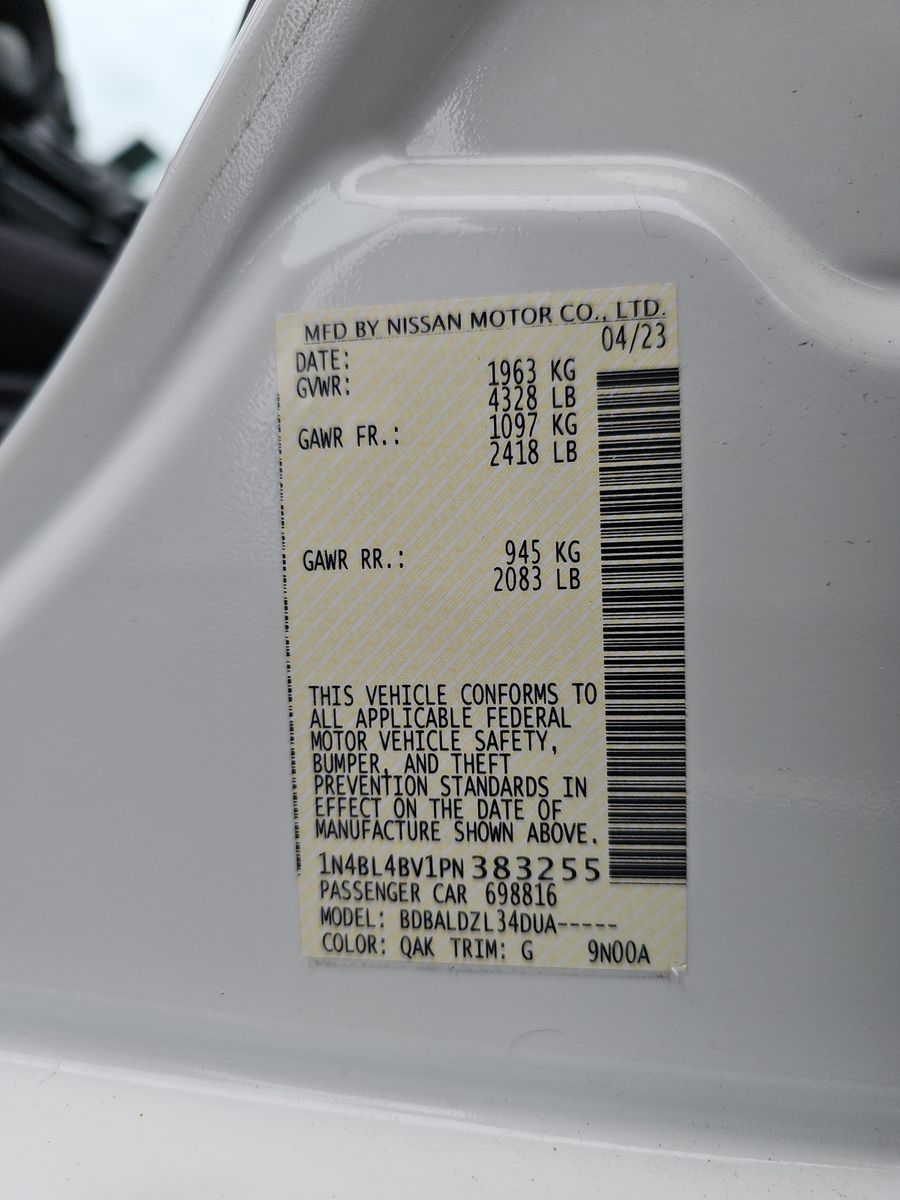 MFD BY NISSAN MOTOR CO., LTD.
DATE: 04/23
GVWR: 1963 KG
4328 LB
GAWR FR.: 1097 KG
2418 LB
GAWR RR.: 945 KG
2083 LB
THIS VEHICLE CONFORMS TO
ALL APPLICABLE FEDERAL
MOTOR VEHICLE SAFETY,
BUMPER, AND THEFT
PREVENTION STANDARDS IN
EFFECT ON THE DATE OF
MANUFACTURE SHOWN ABOVE.
1N4BL4BV1PN383255
PASSENGER CAR 698816
MODEL: BDBALDZL34DUA-----
COLOR: QAK TRIM: G 9N00A